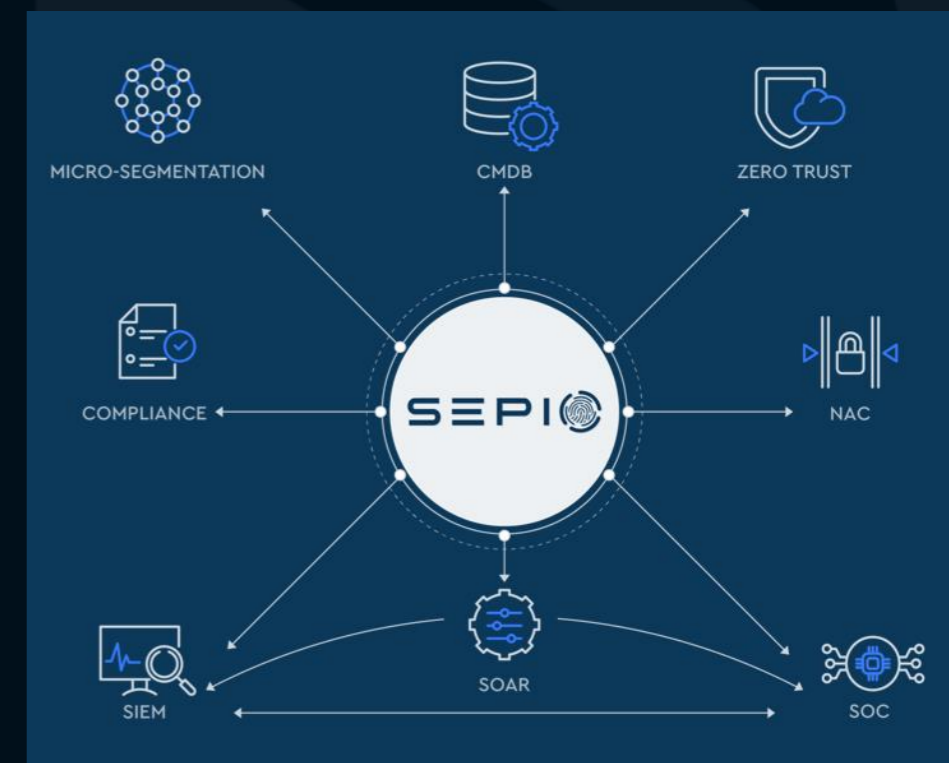 MICRO-SEGMENTATION
CMDB
ZERO TRUST
COMPLIANCE
SEPIO
NAC
SOAR
SIEM
SOC